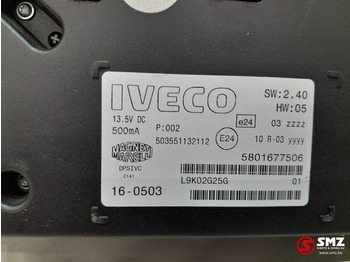 IVECO
SW:2.40
HW:05
13.5V DC
500mA
P:002
503551132112
e24
03 zzzz
E24
10 R-03 yyyy
MAGNETI
MARELLI
DPSIVC
C141
5801677506
L9K02G25G
01
16-0503
SMZ